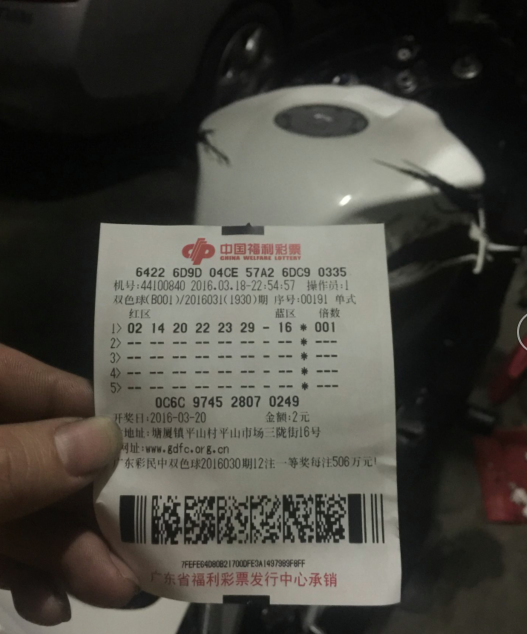 中国福利彩票
CHINA WELFARE LOTTERY
6422 6D9D 04CE 57A2 6DC9 0335
机号:44100840 2016.03.18-22:54:57 操作员:1
双色球(B001)/2016031(1930)期 序号:00191 单式
红区 蓝区 倍数
1> 02 14 20 22 23 29 - 16 * 001
2> -- -- -- -- -- -- - -- * ---
3> -- -- -- -- -- -- - -- * ---
4> -- -- -- -- -- -- - -- * ---
5> -- -- -- -- -- -- - -- * ---
0C6C 9745 2807 0249
开奖日:2016-03-20 金额:2元
地址:塘厦镇平山村平山市场三陇街16号
网址:www.gdfc.org.cn
广东彩民中双色球2016030期12注一等奖每注506万元!
广东省福利彩票发行中心承销